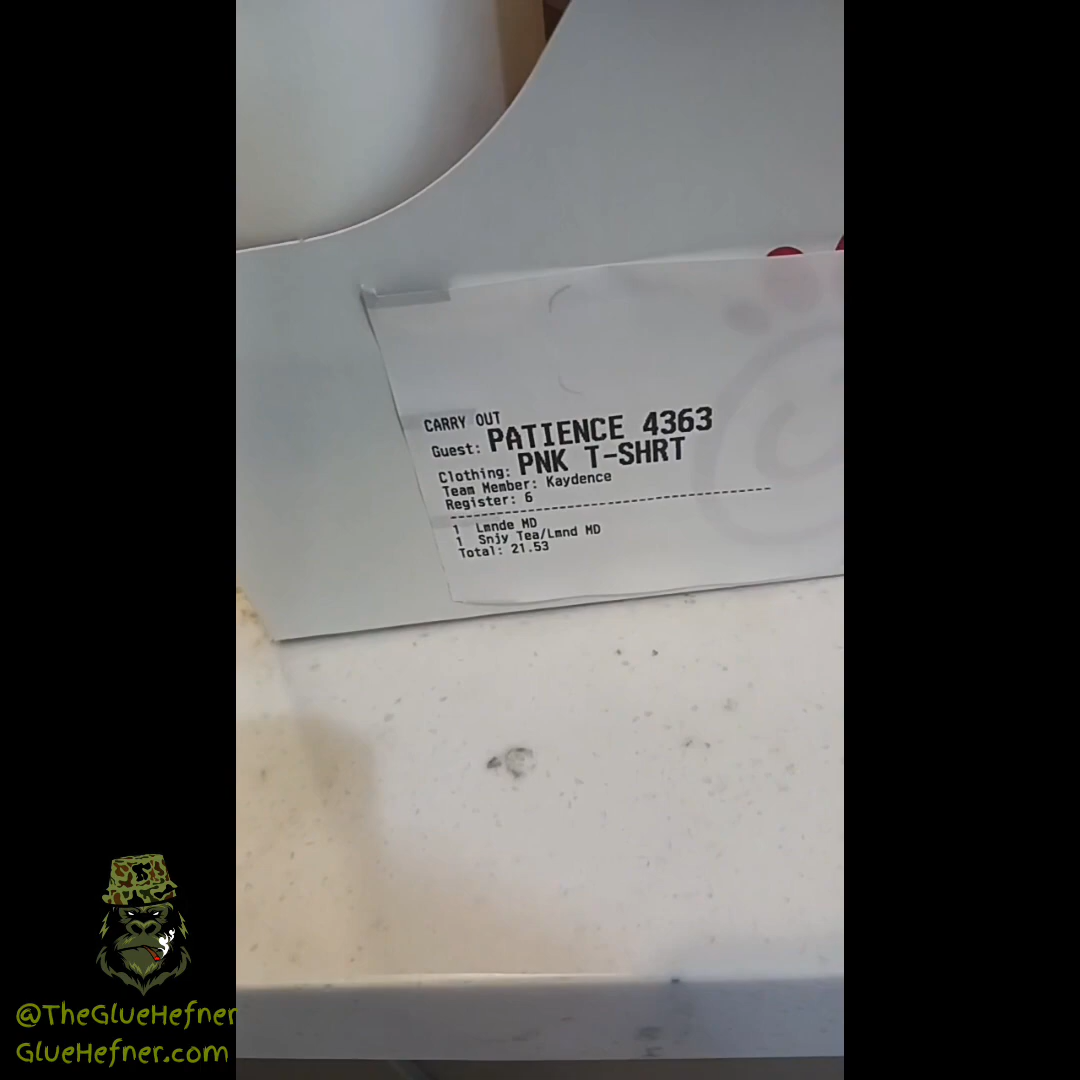 CARRY OUT
Guest: PATIENCE 4363
Clothing: PNK T-SHRT
Team Member: Kaydence
Register: 6
1 Lmnde MD
1 Snjy Tea/Lmnd MD
Total: 21.53
@TheGlueHefner
GlueHefner.com